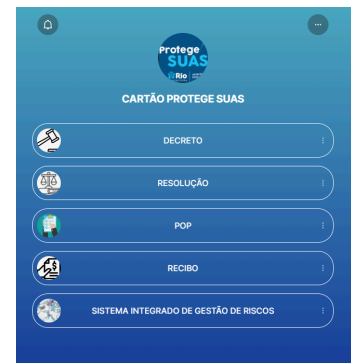 Protege
SUAS
Rio
CARTÃO PROTEGE SUAS
DECRETO
RESOLUÇÃO
POP
RECIBO
SISTEMA INTEGRADO DE GESTÃO DE RISCOS